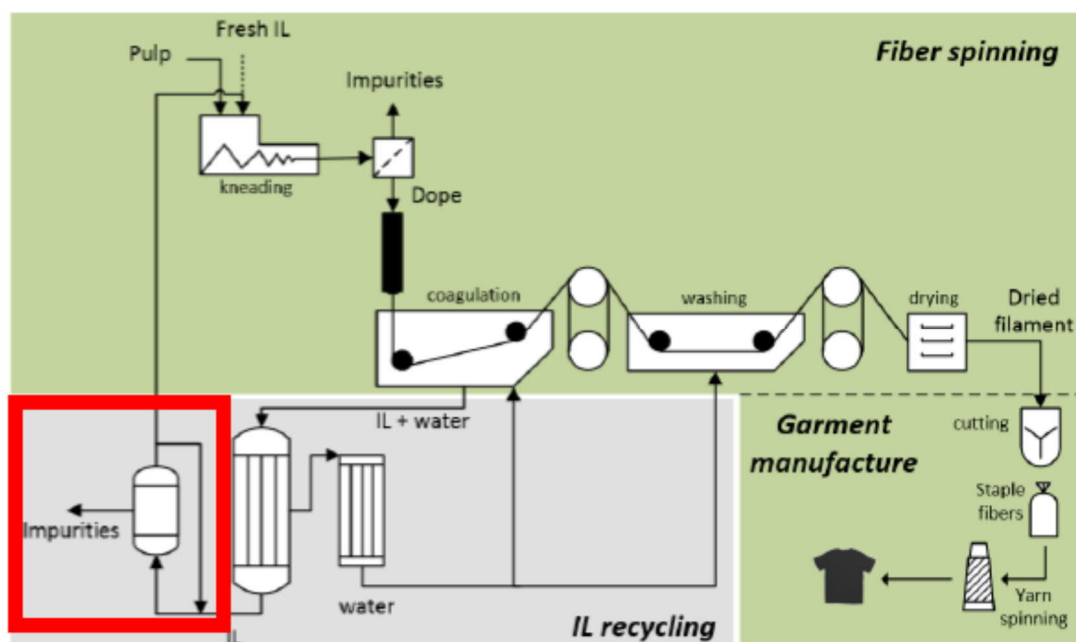 Fresh IL
Pulp
Fiber spinning
Impurities
kneading
Dope
coagulation
washing
drying
Dried
filament
IL + water
Garment
manufacture
cutting
Staple
fibers
Impurities
water
Yarn
spinning
IL recycling
IL